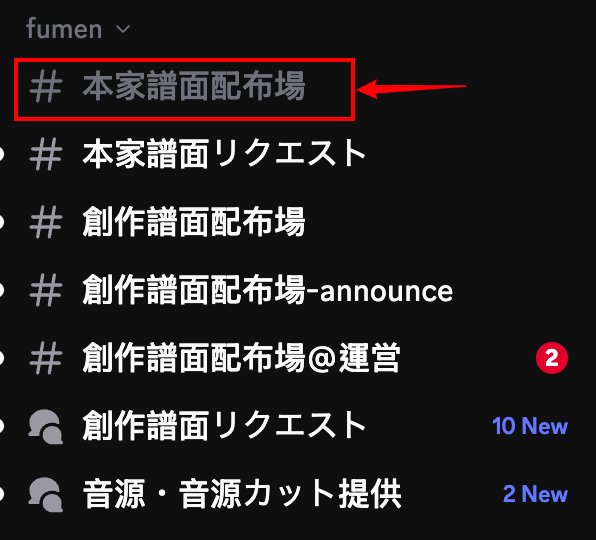 fumen
# 本家譜面配布場
# 本家譜面リクエスト
# 創作譜面配布場
# 創作譜面配布場-announce
# 創作譜面配布場@運営 2
創作譜面リクエスト 10 New
音源・音源カット提供 2 New